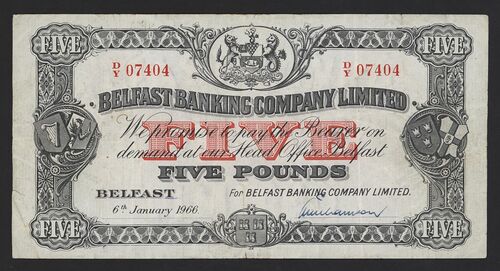 FIVE FIVE
D/Y 07404 D/Y 07404
BELFAST BANKING COMPANY LIMITED
We promise to pay the Bearer on
FIVE
demand at our Head Office Belfast
FIVE POUNDS
BELFAST For BELFAST BANKING COMPANY LIMITED.
6th January 1966.
FIVE FIVE